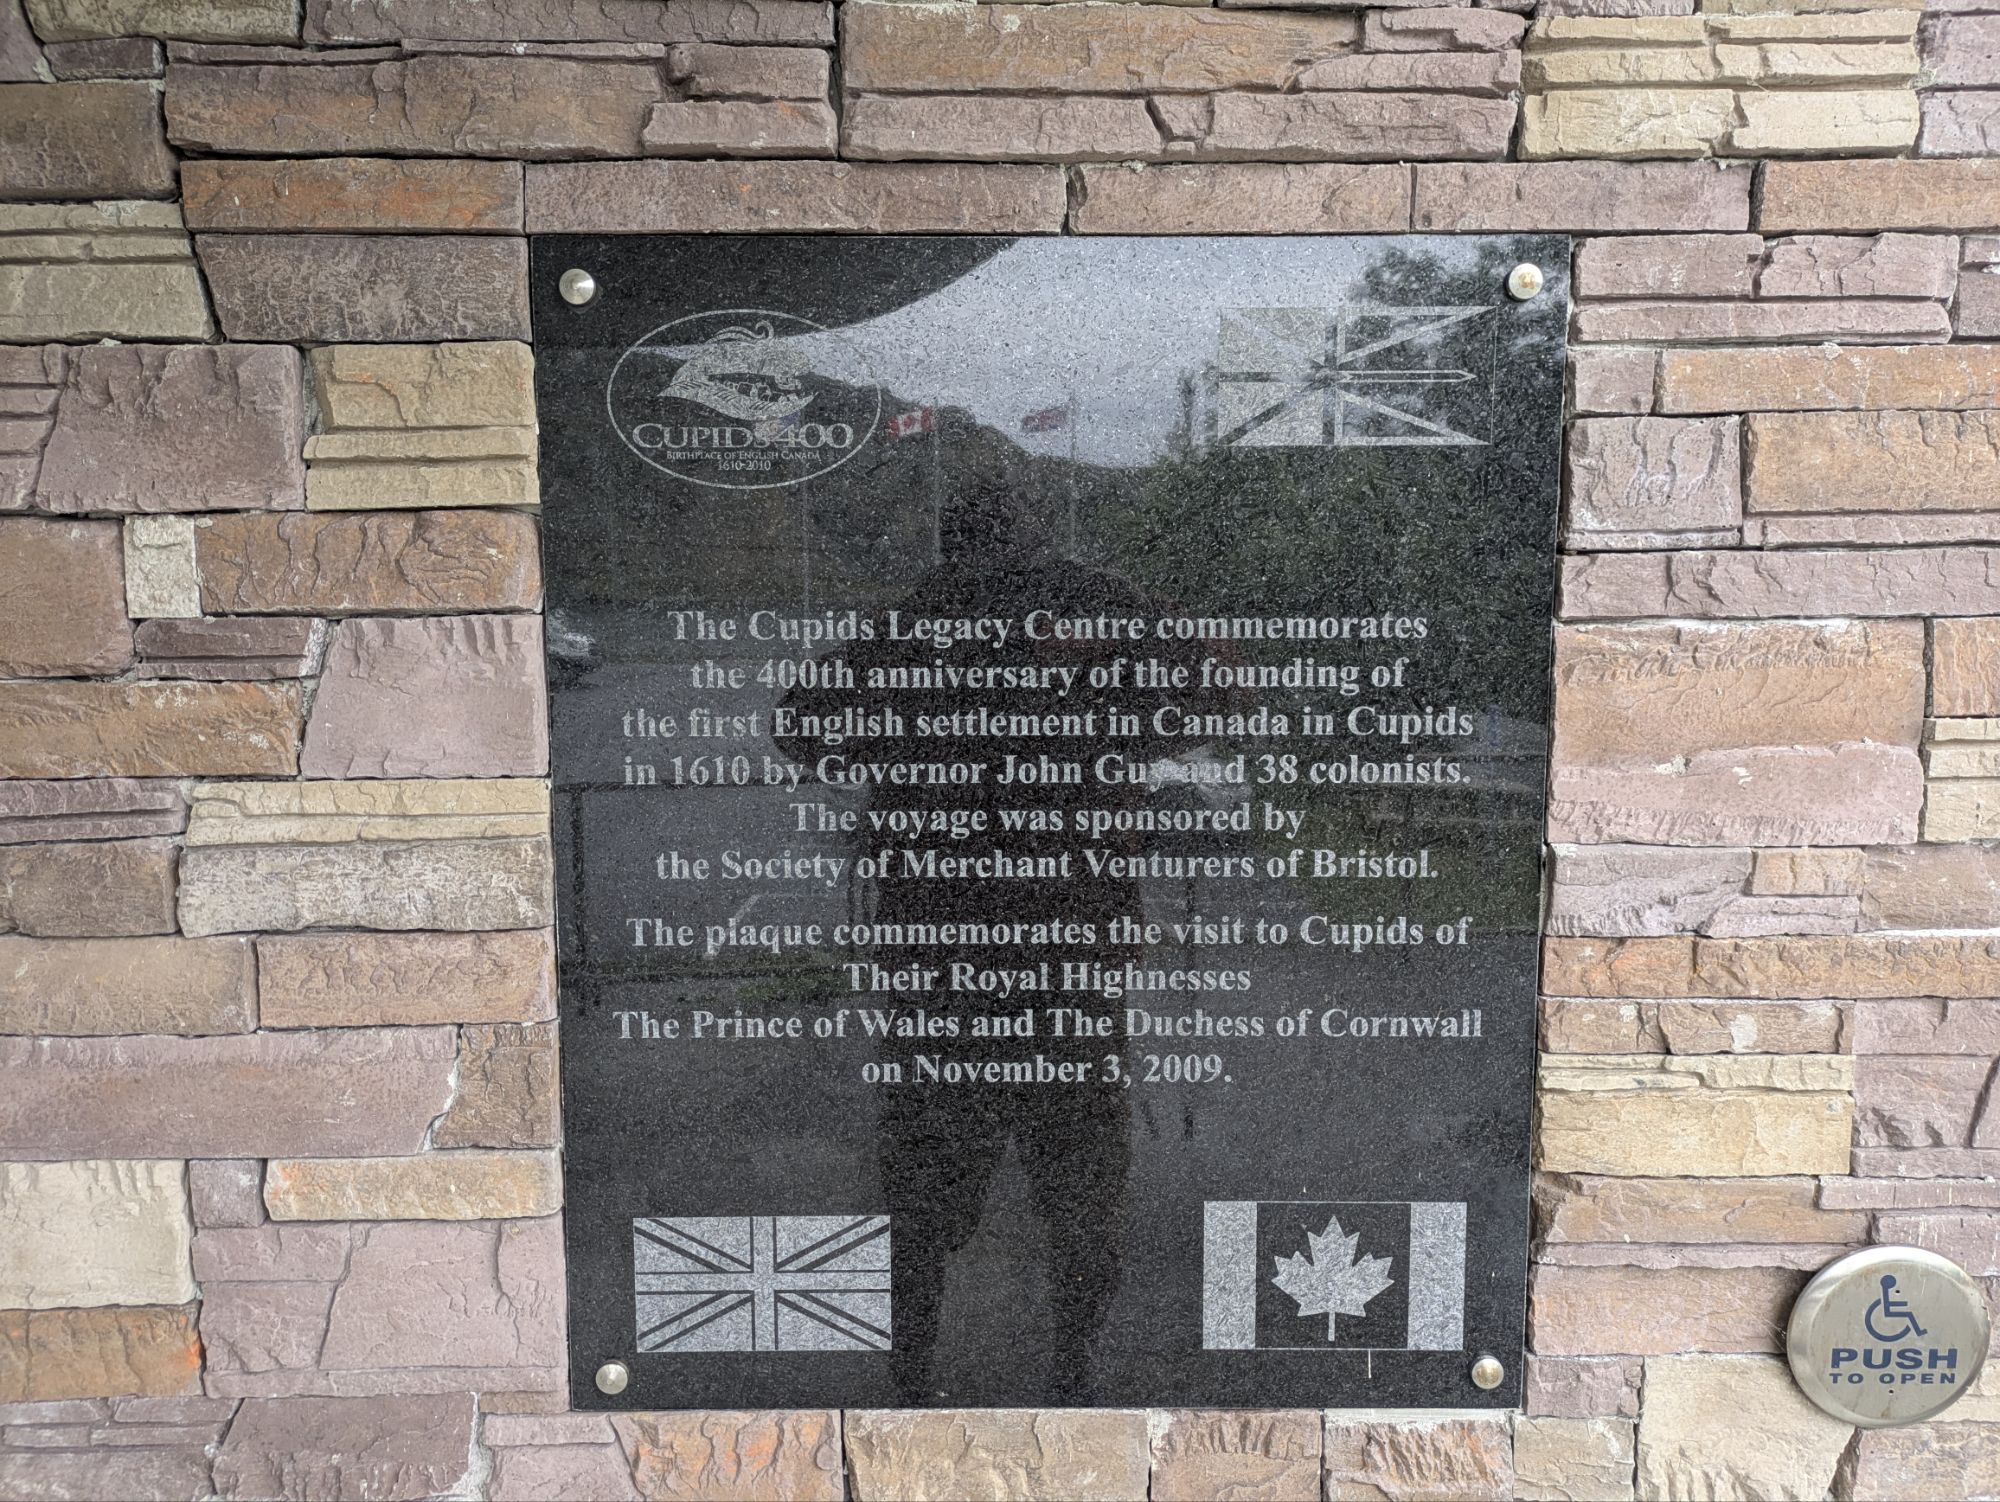 CUPIDS400
BIRTHPLACE OF ENGLISH CANADA
1610-2010
The Cupids Legacy Centre commemorates
the 400th anniversary of the founding of
the first English settlement in Canada in Cupids
in 1610 by Governor John Guy and 38 colonists.
The voyage was sponsored by
the Society of Merchant Venturers of Bristol.
The plaque commemorates the visit to Cupids of
Their Royal Highnesses
The Prince of Wales and The Duchess of Cornwall
on November 3, 2009.
PUSH
TO OPEN